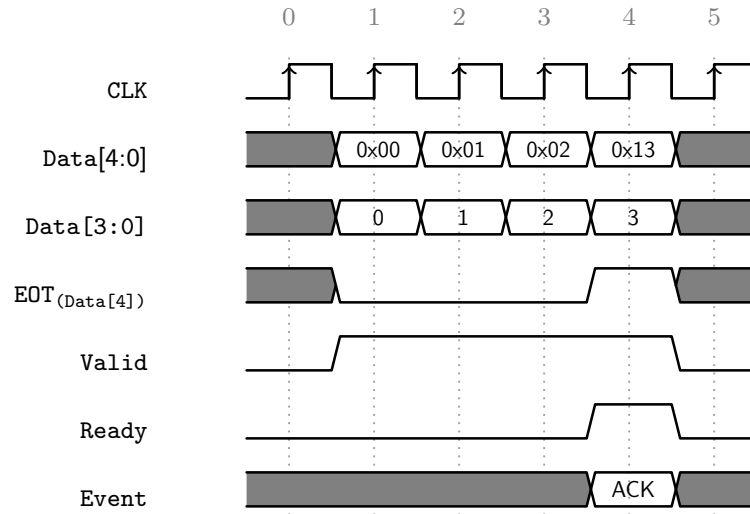 0 1 2 3 4 5
CLK
Data[4:0] 0x00 0x01 0x02 0x13
Data[3:0] 0 1 2 3
EOT(Data[4])
Valid
Ready
Event ACK